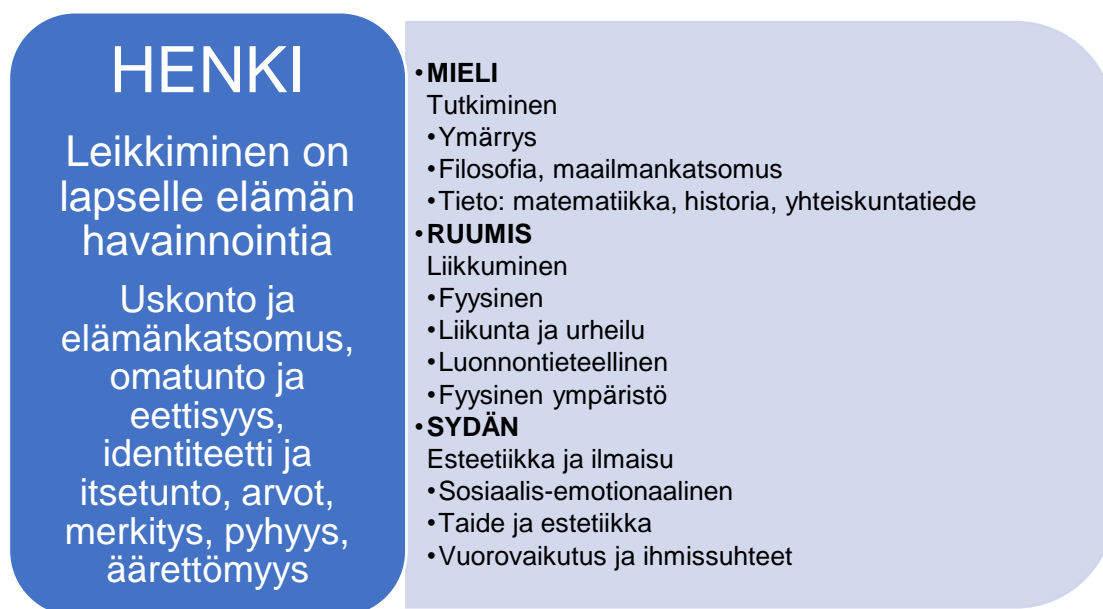 HENKI
Leikkiminen on
lapselle elämän
havainnointia
Uskonto ja
elämänkatsomus,
omatunto ja
eettisyys,
identiteetti ja
itsetunto, arvot,
merkitys, pyhyys,
äärettömyys
•MIELI
Tutkiminen
•Ymärrys
•Filosofia, maailmankatsomus
•Tieto: matematiikka, historia, yhteiskuntatiede
•RUUMIS
Liikkuminen
•Fyysinen
•Liikunta ja urheilu
•Luonnontieteellinen
•Fyysinen ympäristö
•SYDÄN
Esteetiikka ja ilmaisu
•Sosiaalis-emotionaalinen
•Taide ja estetiikka
•Vuorovaikutus ja ihmissuhteet